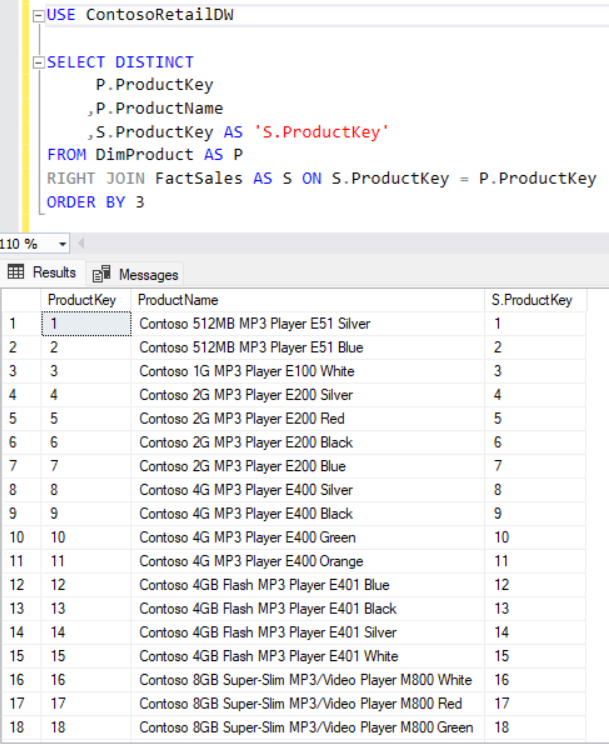 USE ContosoRetailDW
SELECT DISTINCT
P.ProductKey
,P.ProductName
,S.ProductKey AS 'S.ProductKey'
FROM DimProduct AS P
RIGHT JOIN FactSales AS S ON S.ProductKey = P.ProductKey
ORDER BY 3
110 %
Results Messages
ProductKey ProductName S.ProductKey
1 1 Contoso 512MB MP3 Player E51 Silver 1
2 2 Contoso 512MB MP3 Player E51 Blue 2
3 3 Contoso 1G MP3 Player E100 White 3
4 4 Contoso 2G MP3 Player E200 Silver 4
5 5 Contoso 2G MP3 Player E200 Red 5
6 6 Contoso 2G MP3 Player E200 Black 6
7 7 Contoso 2G MP3 Player E200 Blue 7
8 8 Contoso 4G MP3 Player E400 Silver 8
9 9 Contoso 4G MP3 Player E400 Black 9
10 10 Contoso 4G MP3 Player E400 Green 10
11 11 Contoso 4G MP3 Player E400 Orange 11
12 12 Contoso 4GB Flash MP3 Player E401 Blue 12
13 13 Contoso 4GB Flash MP3 Player E401 Black 13
14 14 Contoso 4GB Flash MP3 Player E401 Silver 14
15 15 Contoso 4GB Flash MP3 Player E401 White 15
16 16 Contoso 8GB Super-Slim MP3/Video Player M800 White 16
17 17 Contoso 8GB Super-Slim MP3/Video Player M800 Red 17
18 18 Contoso 8GB Super-Slim MP3/Video Player M800 Green 18